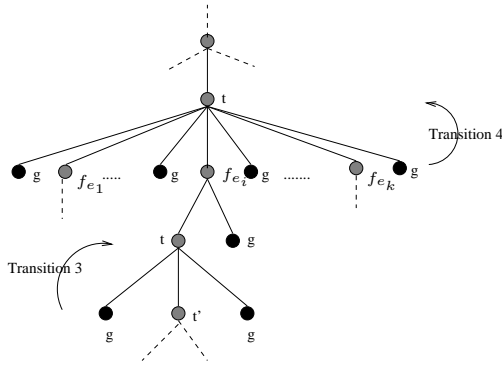 t
Transition 4
g f_{e_1} ..... g f_{e_i} g ....... f_{e_k} g
t g
Transition 3
g t' g